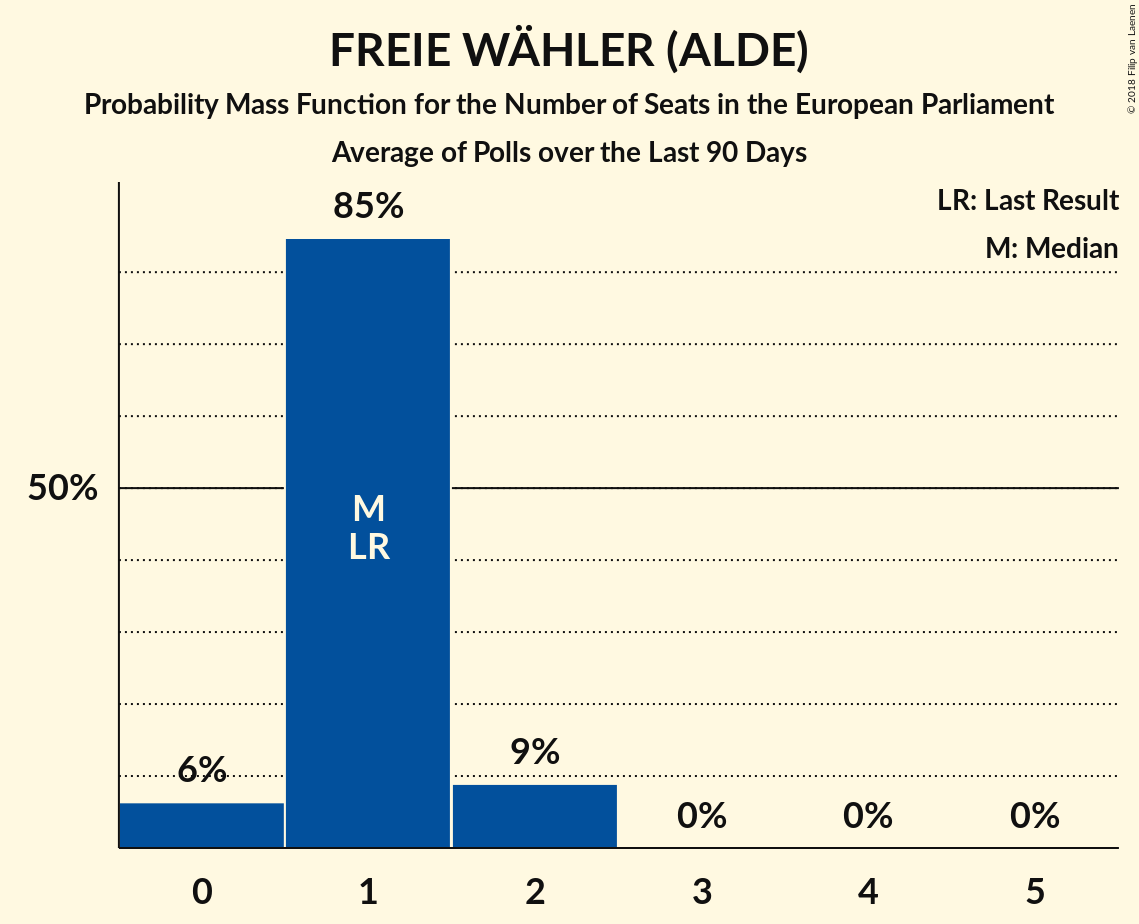 FREIE WÄHLER (ALDE)
Probability Mass Function for the Number of Seats in the European Parliament
Average of Polls over the Last 90 Days
© 2018 Filip van Laenen
LR: Last Result
M: Median
85%
50%
M
LR
6%
9%
0%
0%
0%
0
1
2
3
4
5